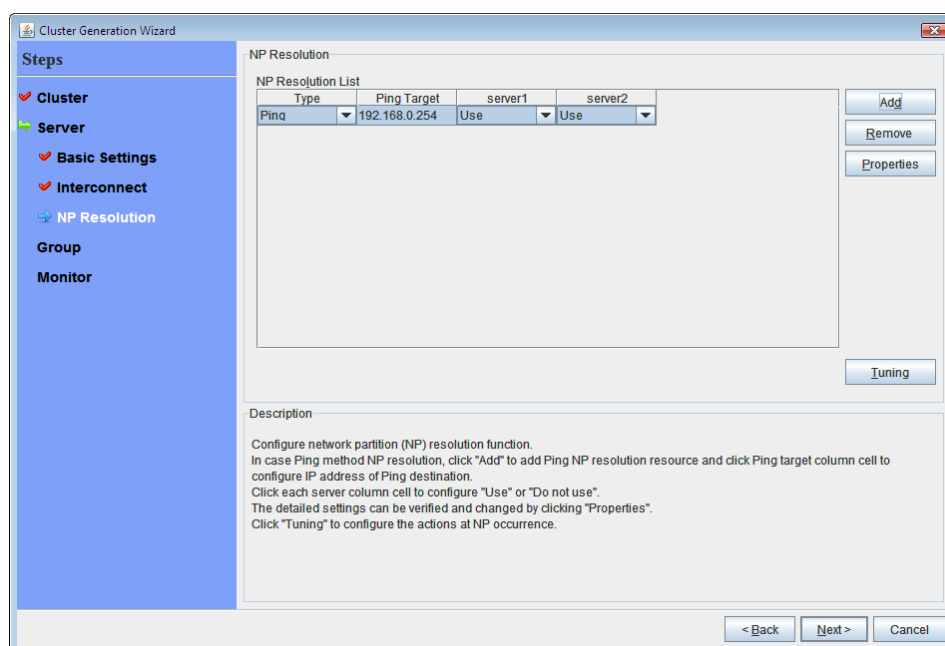 Cluster Generation Wizard
Steps
Cluster
Server
Basic Settings
Interconnect
NP Resolution
Group
Monitor
NP Resolution
NP Resolution List
Type Ping Target server1 server2
Ping 192.168.0.254 Use Use
Add
Remove
Properties
Tuning
Description
Configure network partition (NP) resolution function.
In case Ping method NP resolution, click "Add" to add Ping NP resolution resource and click Ping target column cell to
configure IP address of Ping destination.
Click each server column cell to configure "Use" or "Do not use".
The detailed settings can be verified and changed by clicking "Properties".
Click "Tuning" to configure the actions at NP occurrence.
< Back Next > Cancel